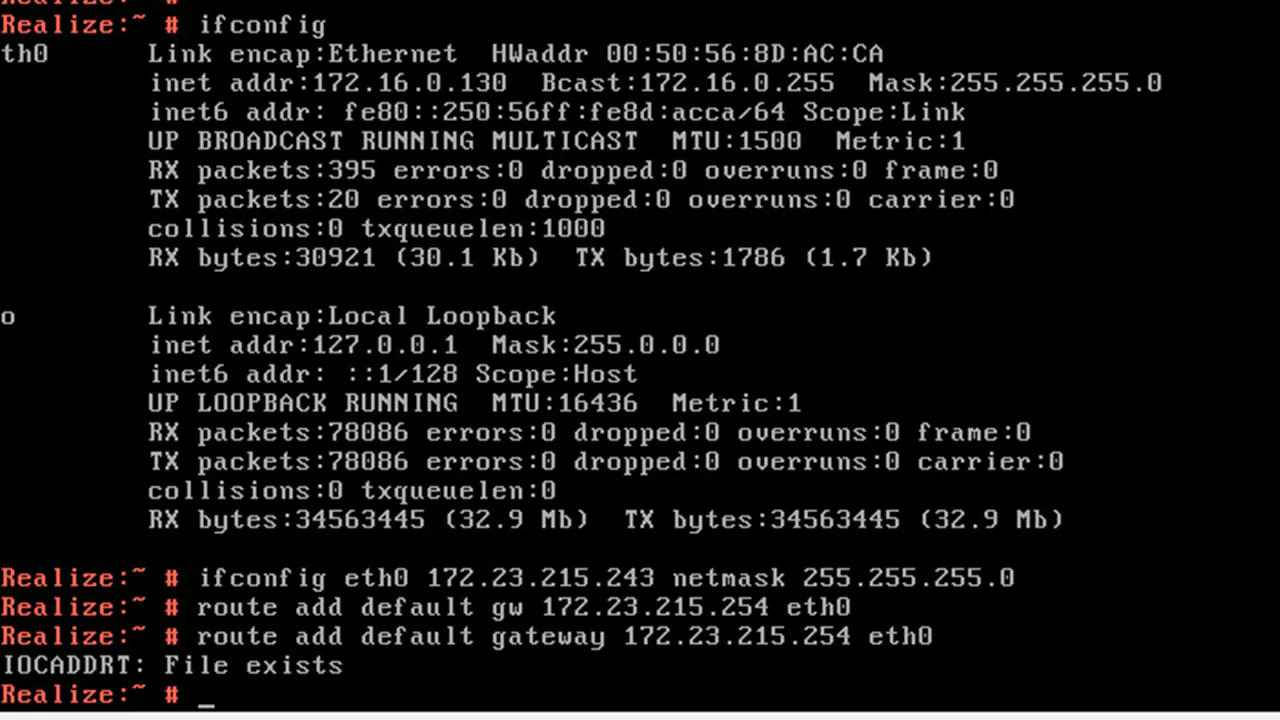 Realize:~ # ifconfig
th0 Link encap:Ethernet HWaddr 00:50:56:8D:AC:CA
inet addr:172.16.0.130 Bcast:172.16.0.255 Mask:255.255.255.0
inet6 addr: fe80::250:56ff:fe8d:acca/64 Scope:Link
UP BROADCAST RUNNING MULTICAST MTU:1500 Metric:1
RX packets:395 errors:0 dropped:0 overruns:0 frame:0
TX packets:20 errors:0 dropped:0 overruns:0 carrier:0
collisions:0 txqueuelen:1000
RX bytes:30921 (30.1 Kb) TX bytes:1786 (1.7 Kb)
o Link encap:Local Loopback
inet addr:127.0.0.1 Mask:255.0.0.0
inet6 addr: ::1/128 Scope:Host
UP LOOPBACK RUNNING MTU:16436 Metric:1
RX packets:78086 errors:0 dropped:0 overruns:0 frame:0
TX packets:78086 errors:0 dropped:0 overruns:0 carrier:0
collisions:0 txqueuelen:0
RX bytes:34563445 (32.9 Mb) TX bytes:34563445 (32.9 Mb)
Realize:~ # ifconfig eth0 172.23.215.243 netmask 255.255.255.0
Realize:~ # route add default gw 172.23.215.254 eth0
Realize:~ # route add default gateway 172.23.215.254 eth0
IOCADDRT: File exists
Realize:~ # _